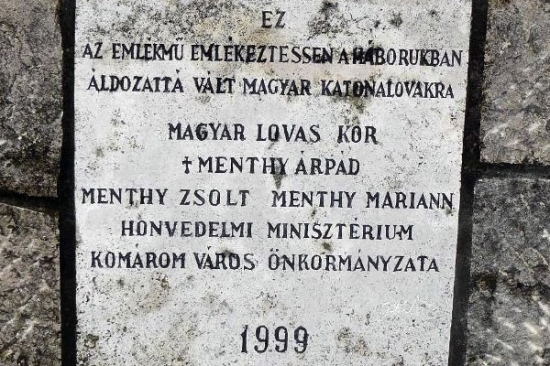 EZ
AZ EMLÉKMŰ EMLÉKEZTESSEN A HÁBORUKBAN
ÁLDOZATTÁ VÁLT MAGYAR KATONALOVAKRA
MAGYAR LOVAS KÖR
† MENTHY ÁRPÁD
MENTHY ZSOLT MENTHY MARIANN
HONVÉDELMI MINISZTÉRIUM
KOMÁROM VÁROS ÖNKORMÁNYZATA
1999